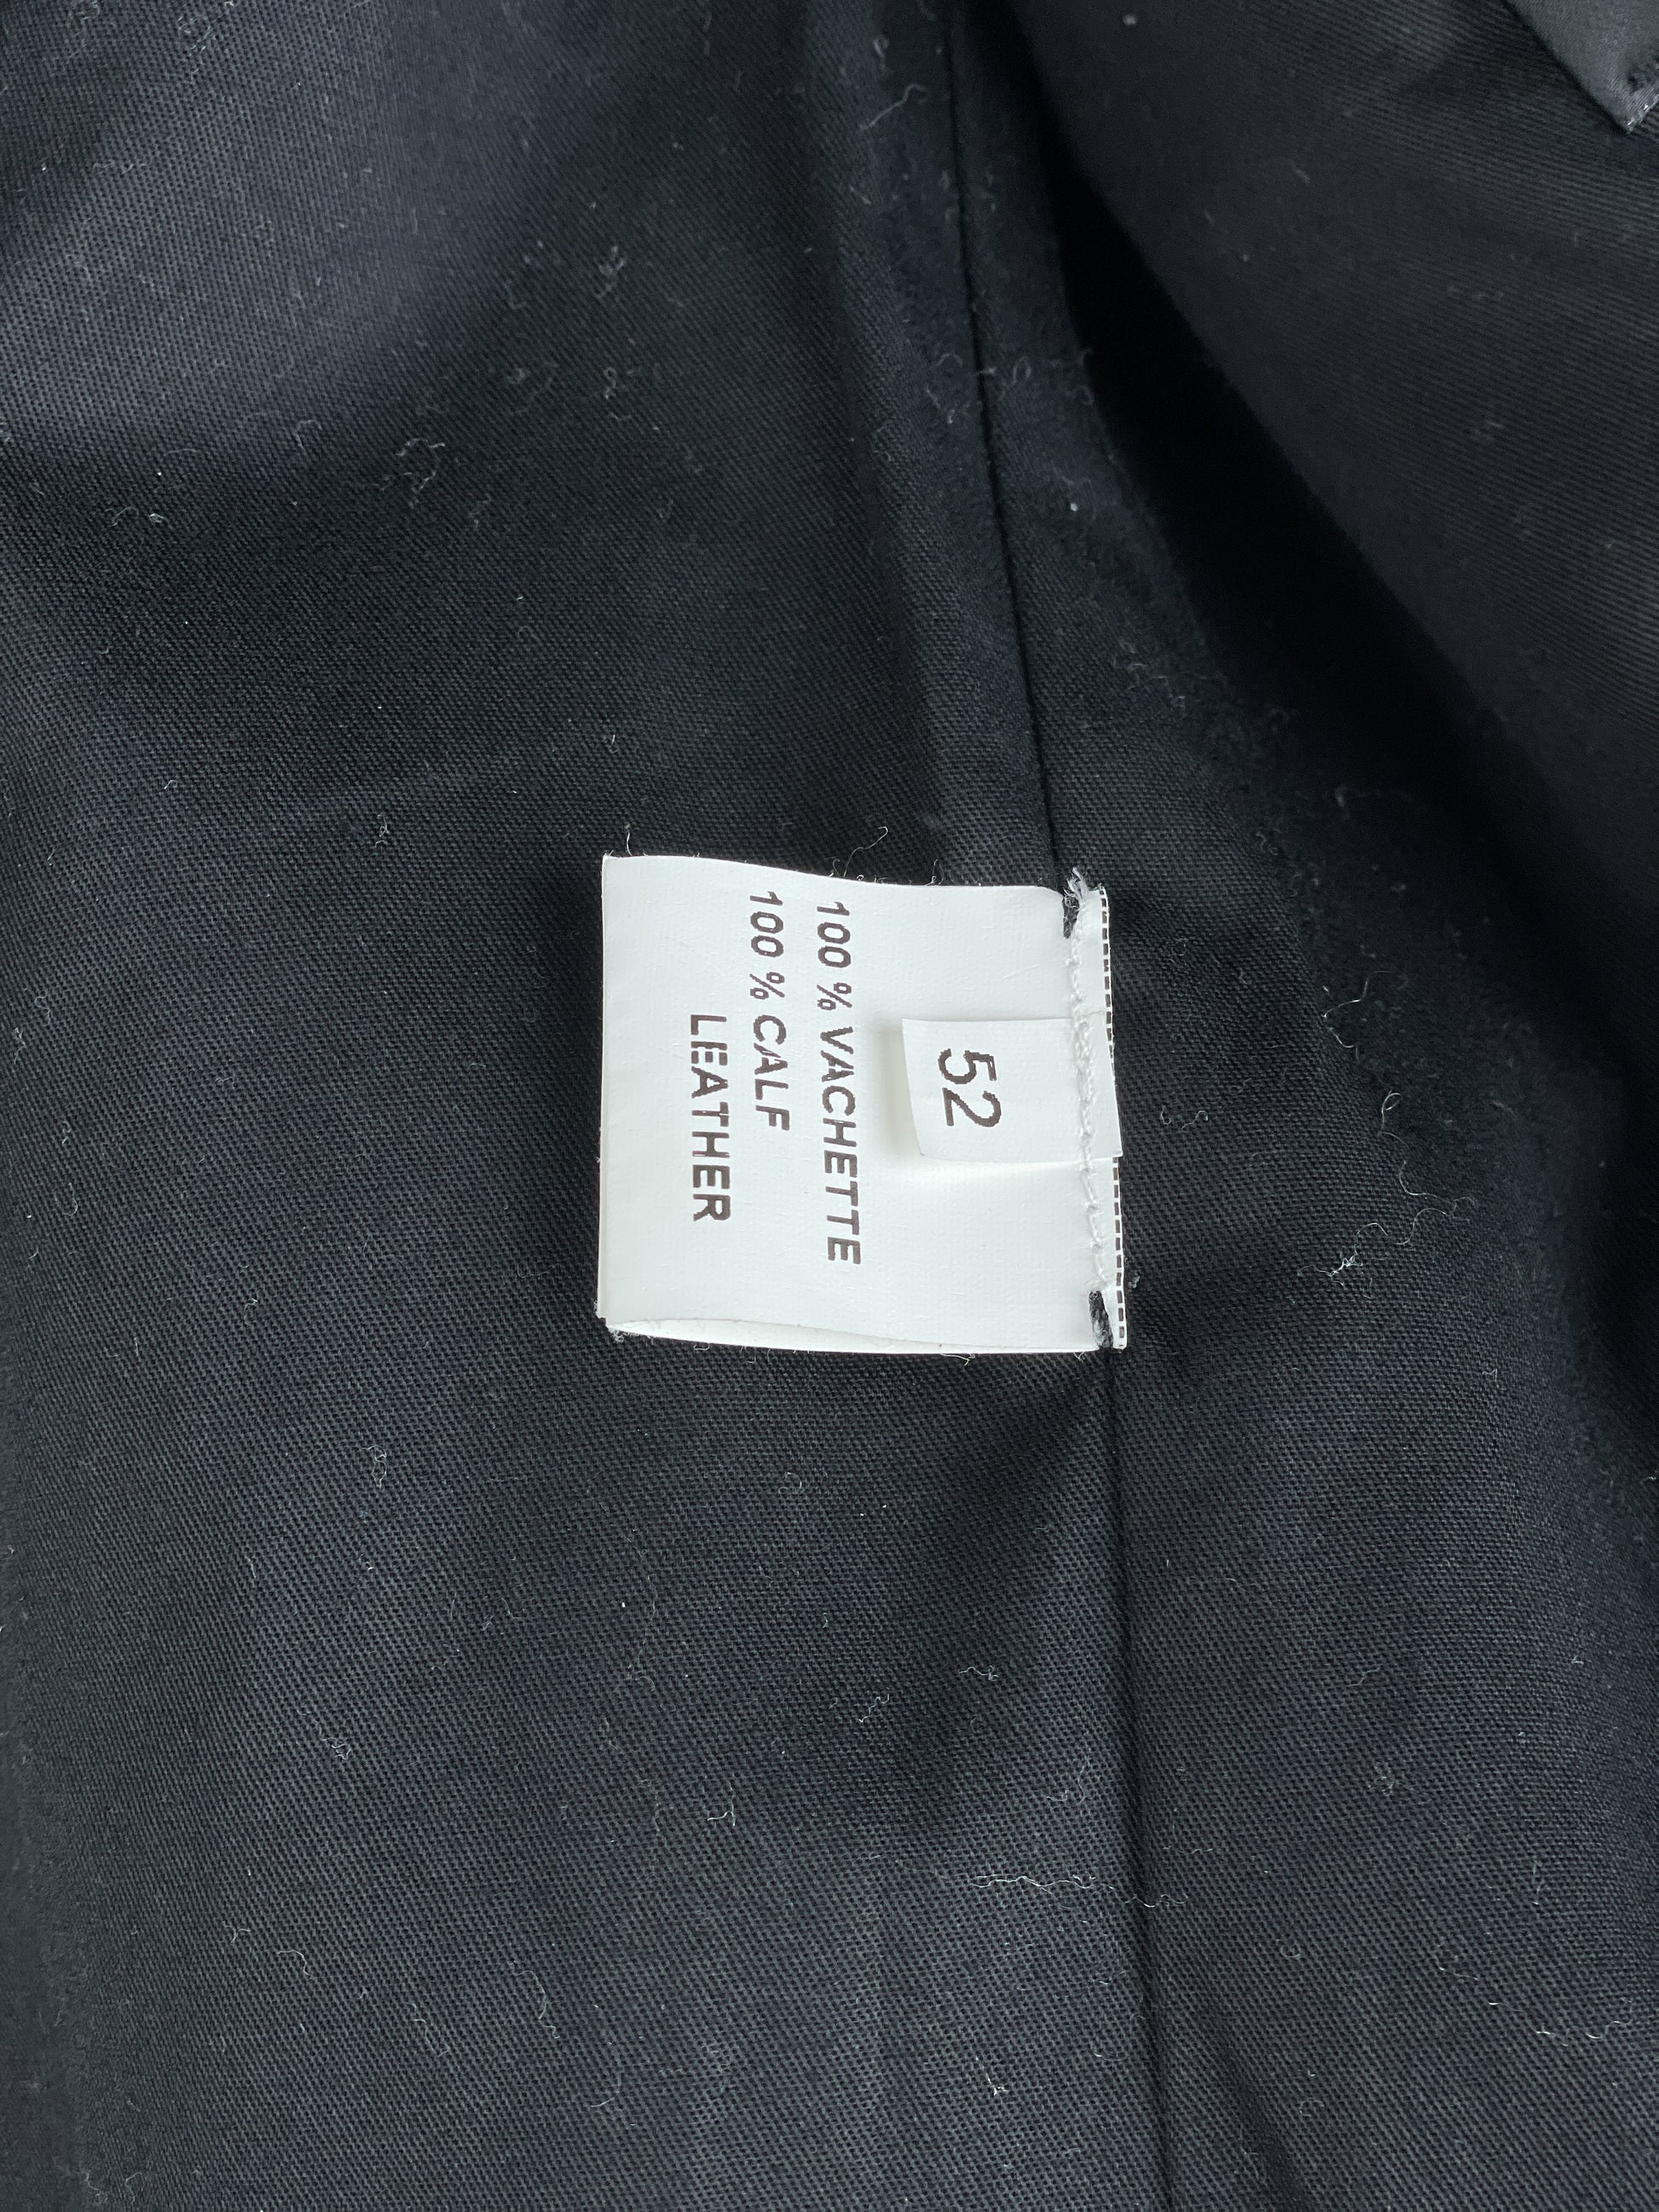 52
100 % VACHETTE
100 % CALF
LEATHER